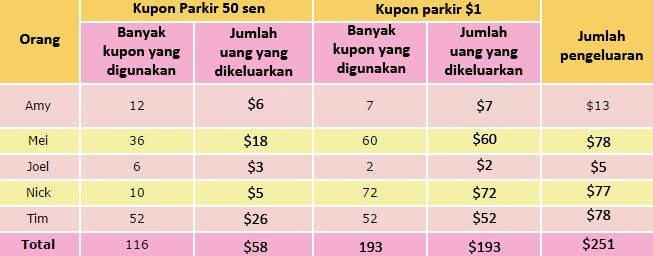 Orang Kupon Parkir 50 sen Kupon parkir $1 Jumlah pengeluaran
Banyak kupon yang digunakan Jumlah uang yang dikeluarkan Banyak kupon yang digunakan Jumlah uang yang dikeluarkan
Amy 12 $6 7 $7 $13
Mei 36 $18 60 $60 $78
Joel 6 $3 2 $2 $5
Nick 10 $5 72 $72 $77
Tim 52 $26 52 $52 $78
Total 116 $58 193 $193 $251